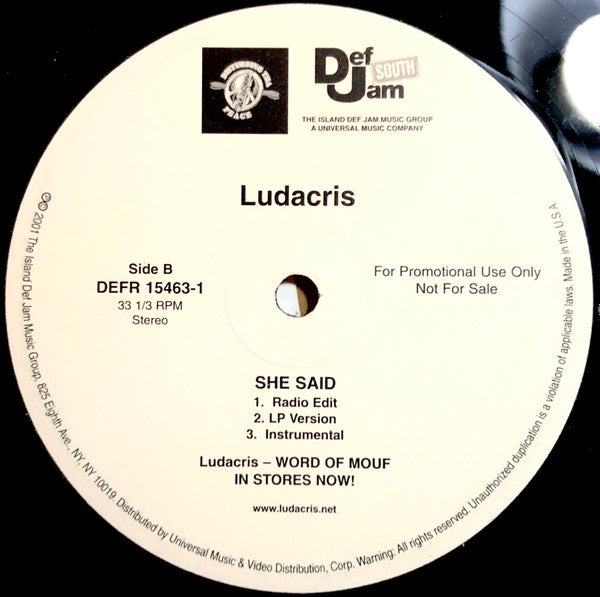 DISTURBING THA
PEACE
Def
SOUTH
Jam
THE ISLAND DEF JAM MUSIC GROUP
A UNIVERSAL MUSIC COMPANY
Ludacris
Side B
DEFR 15463-1
33 1/3 RPM
Stereo
For Promotional Use Only
Not For Sale
SHE SAID
1. Radio Edit
2. LP Version
3. Instrumental
Ludacris – WORD OF MOUF
IN STORES NOW!
www.ludacris.net
℗© 2001 The Island Def Jam Music Group, 825 Eighth Ave., NY, NY 10019. Distributed by Universal Music & Video Distribution, Corp. Warning: All rights reserved. Unauthorized duplication is a violation of applicable laws. Made in the U.S.A.